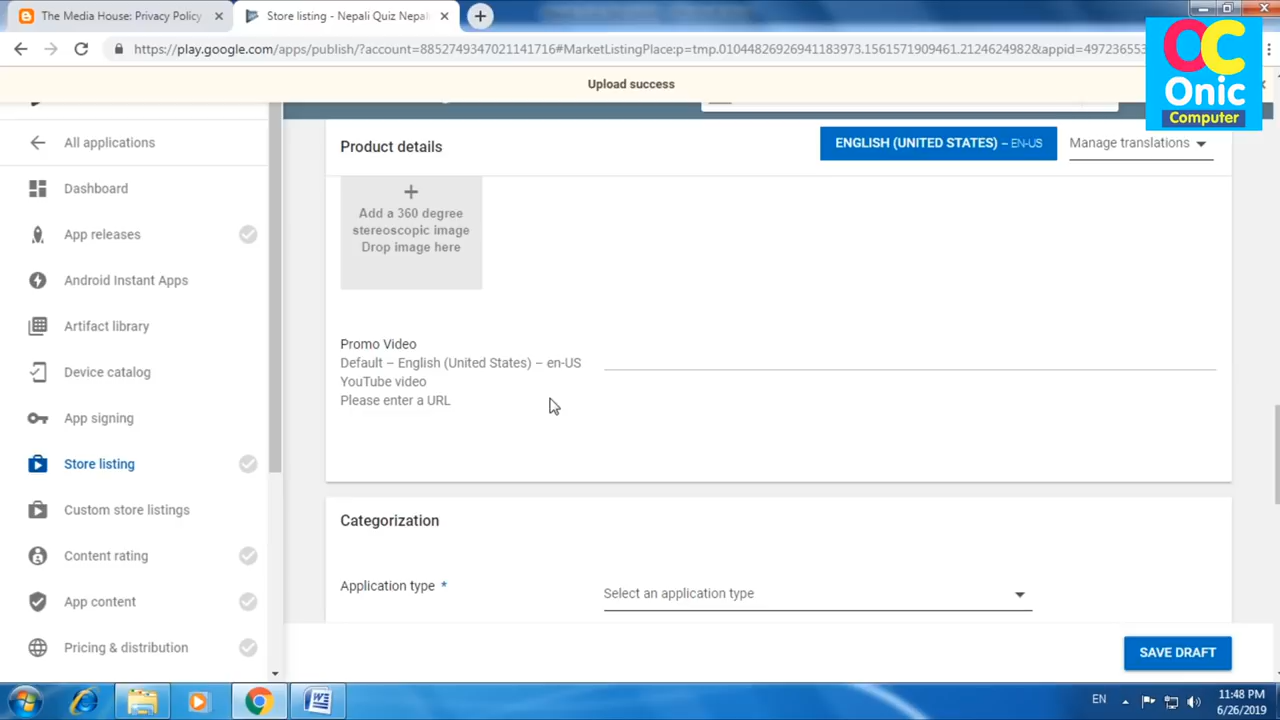 The Media House: Privacy Policy
Store listing - Nepali Quiz Nepal
https://play.google.com/apps/publish/?account=8852749347021141716#MarketListingPlace:p=tmp.01044826926941183973.1561571909461.212462498​2&appid=497236553
OC
Onic
Computer
Upload success
All applications
Dashboard
App releases
Android Instant Apps
Artifact library
Device catalog
App signing
Store listing
Custom store listings
Content rating
App content
Pricing & distribution
Product details
ENGLISH (UNITED STATES) – EN-US
Manage translations
Add a 360 degree
stereoscopic image
Drop image here
Promo Video
Default – English (United States) – en-US
YouTube video
Please enter a URL
Categorization
Application type *
Select an application type
SAVE DRAFT
EN
11:48 PM
6/26/2019